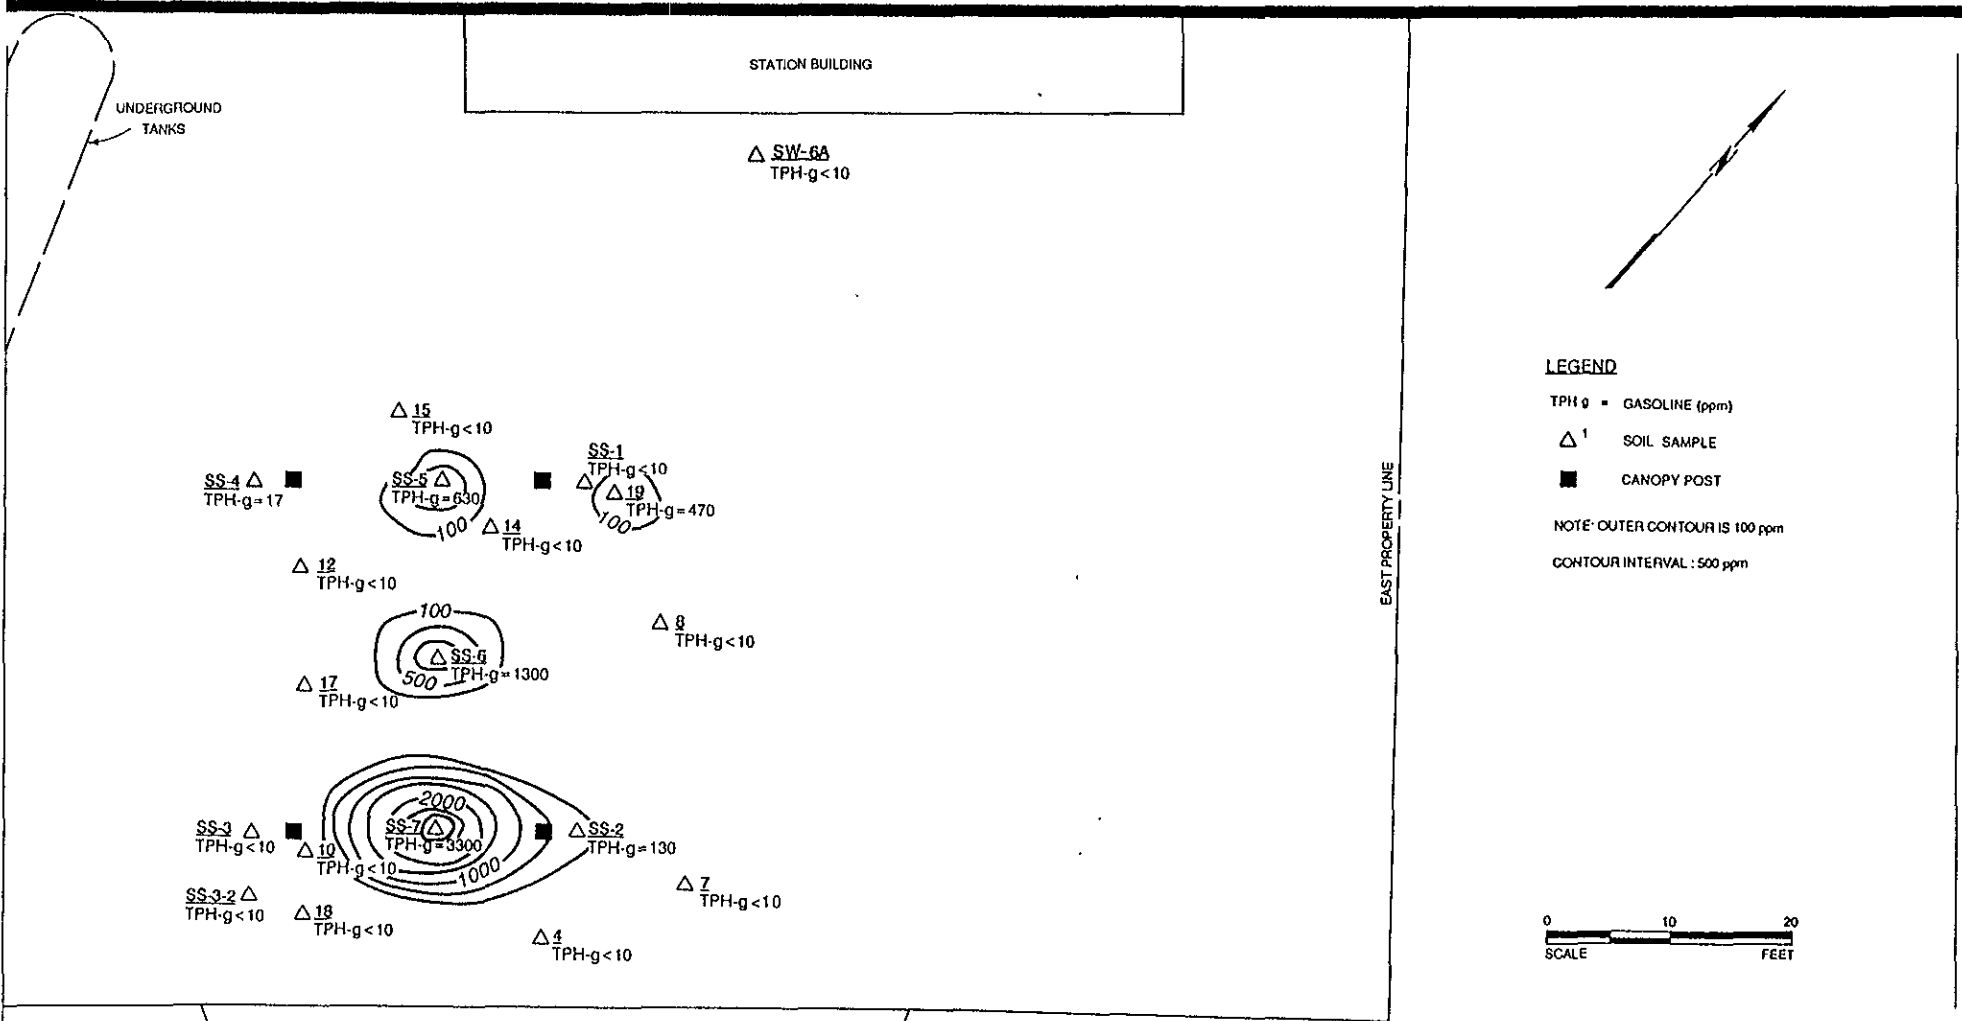 STATION BUILDING
UNDERGROUND
TANKS
SW-6A
TPH-g<10
15
TPH-g<10
SS-1
TPH-g<10
SS-4
TPH-g=17
SS-5
TPH-g=630
19
TPH-g=470
100
100
14
TPH-g<10
12
TPH-g<10
100
8
TPH-g<10
SS-6
TPH-g=1300
500
17
TPH-g<10
2000
SS-3
TPH-g<10
SS-7
TPH-g=3300
SS-2
TPH-g=130
10
TPH-g<10
1000
7
TPH-g<10
SS-3-2
TPH-g<10
18
TPH-g<10
4
TPH-g<10
EAST PROPERTY LINE
N
LEGEND
TPH g = GASOLINE (ppm)
1 SOIL SAMPLE
CANOPY POST
NOTE: OUTER CONTOUR IS 100 ppm
CONTOUR INTERVAL : 500 ppm
0 10 20
SCALE FEET